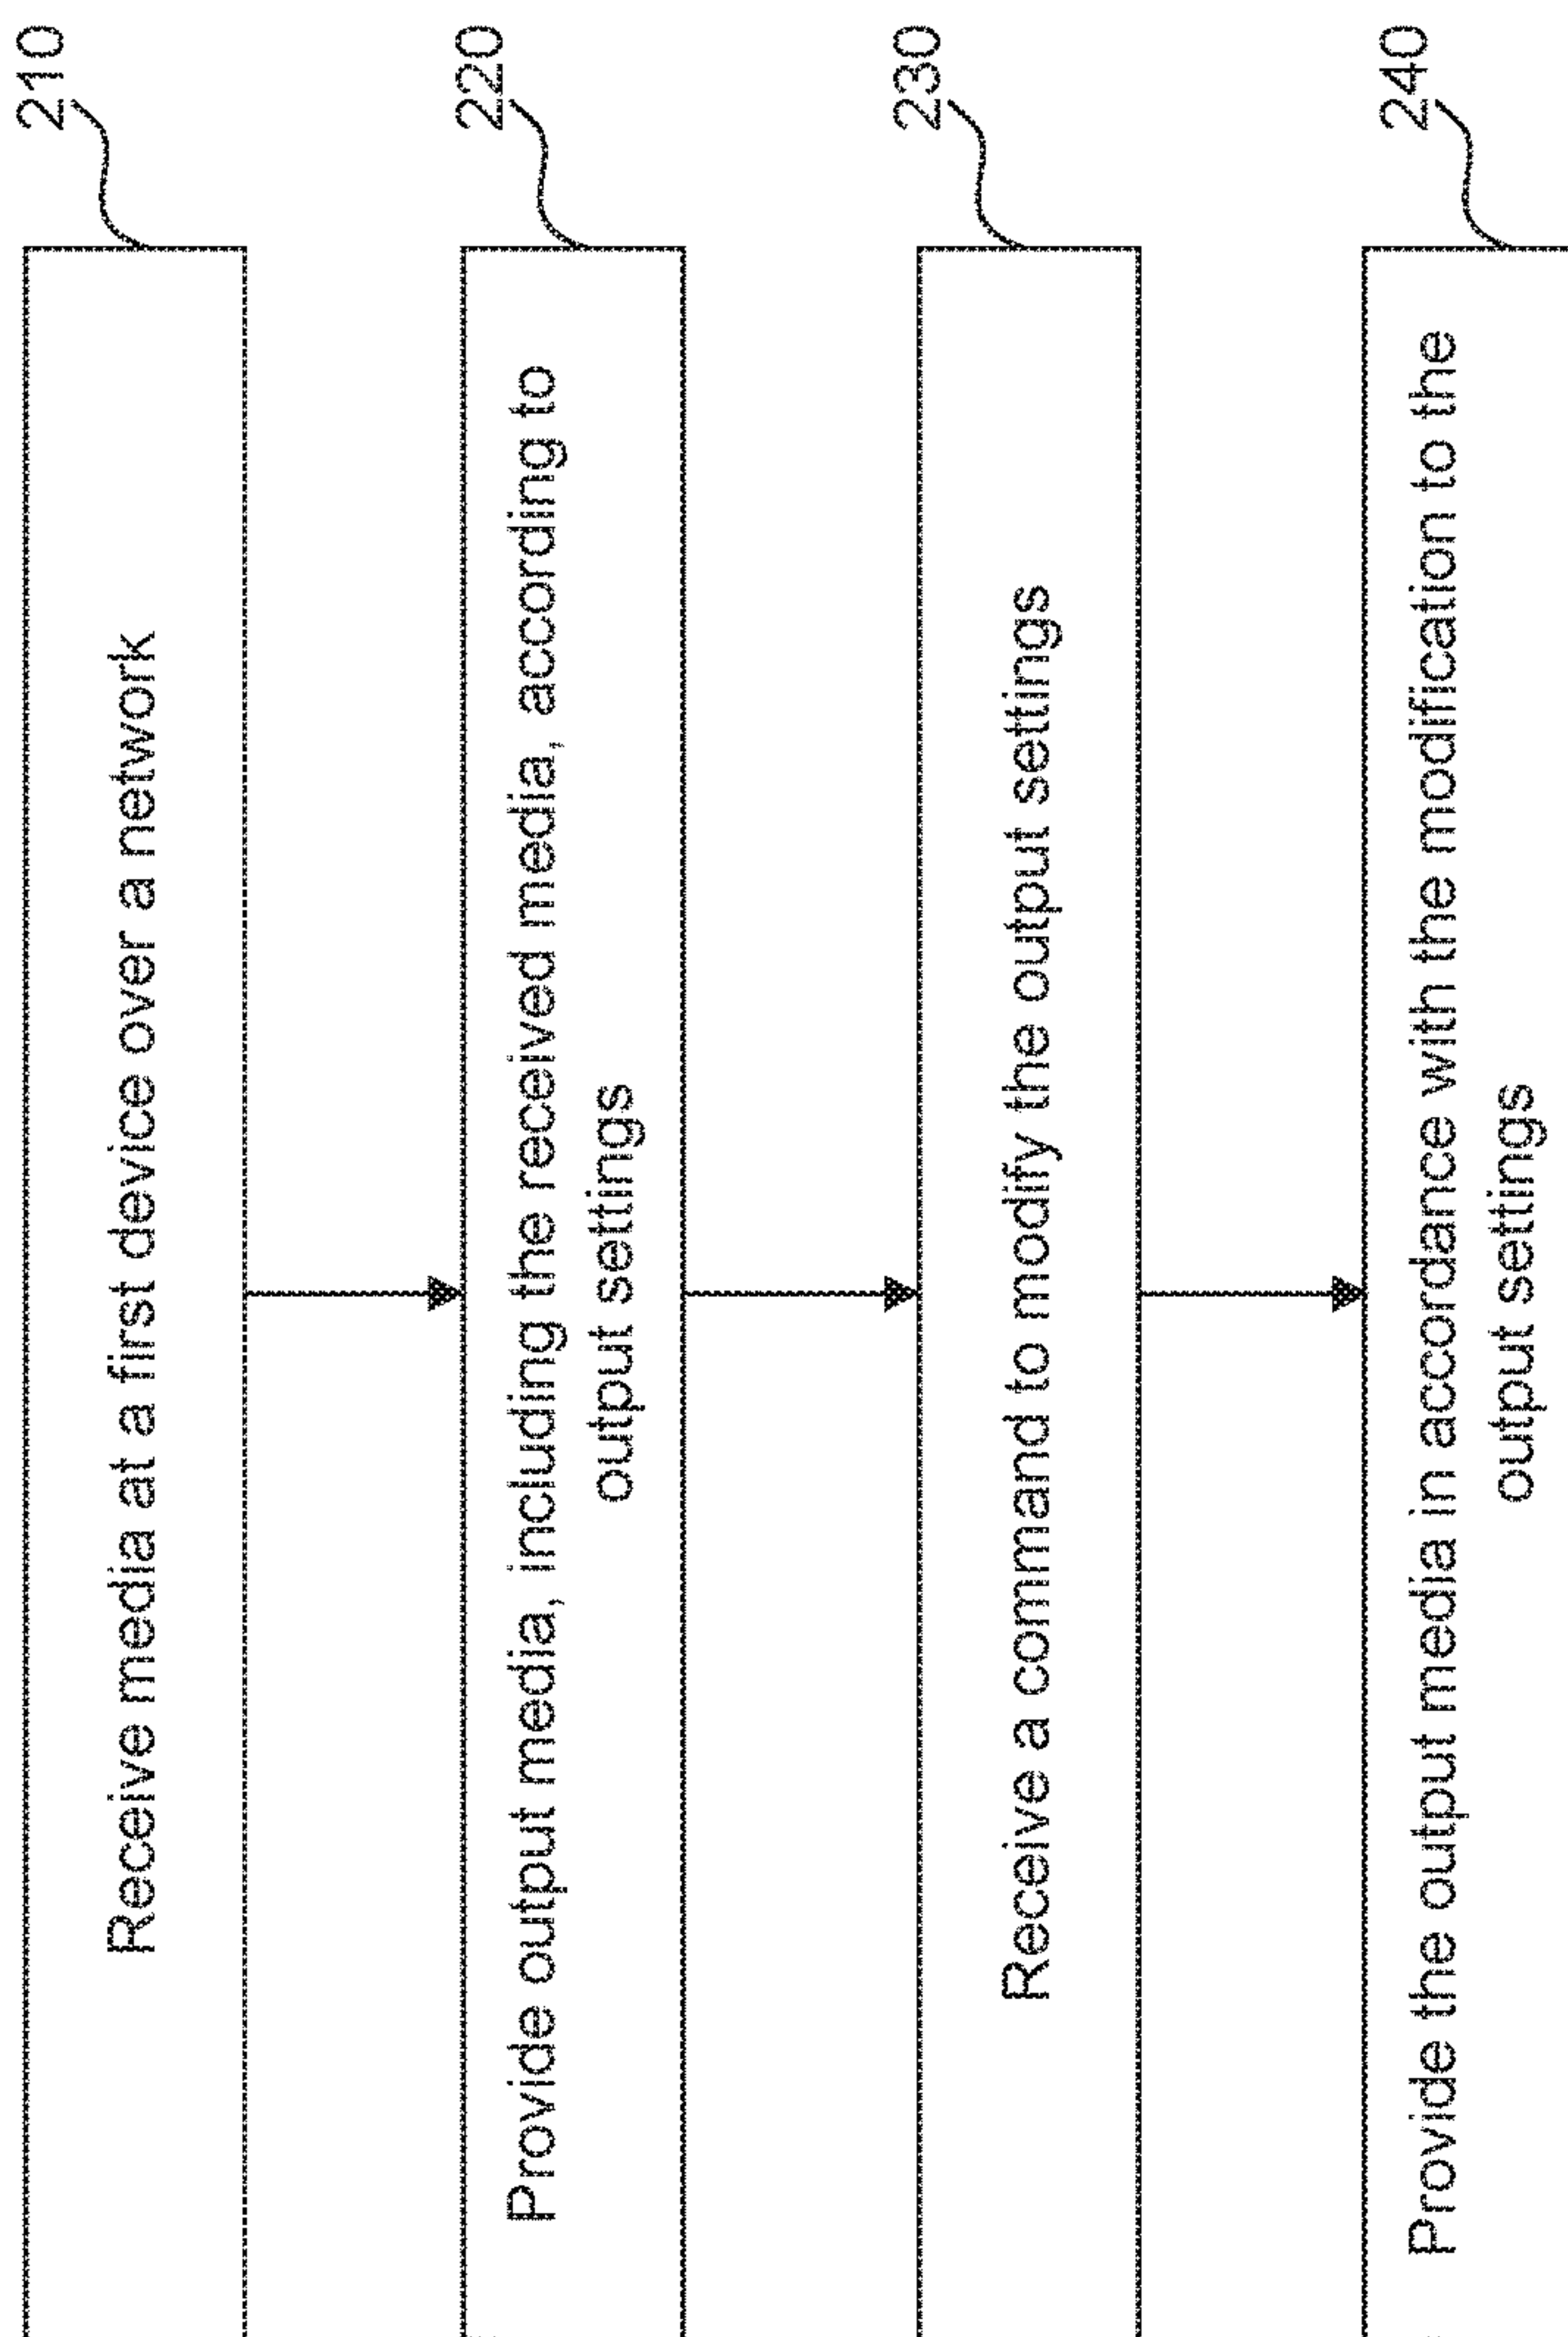 210
Receive media at a first device over a network
220
Provide output media, including the received media, according to
output settings
230
Receive a command to modify the output settings
240
Provide the output media in accordance with the modification to the
output settings